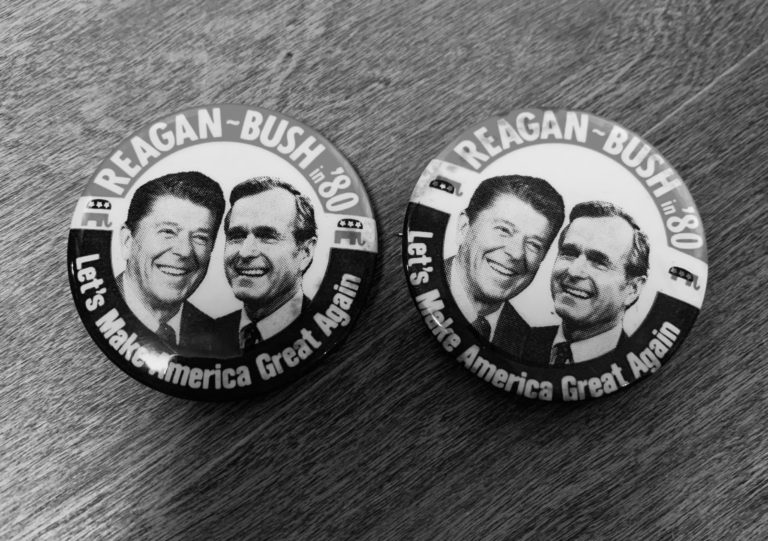 REAGAN~BUSH in '80
Let's Make America Great Again
REAGAN~BUSH in '80
Let's Make America Great Again